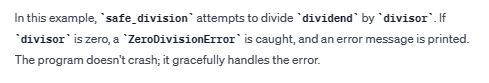 In this example, `safe_division` attempts to divide `dividend` by `divisor`. If
`divisor` is zero, a `ZeroDivisionError` is caught, and an error message is printed.
The program doesn't crash; it gracefully handles the error.